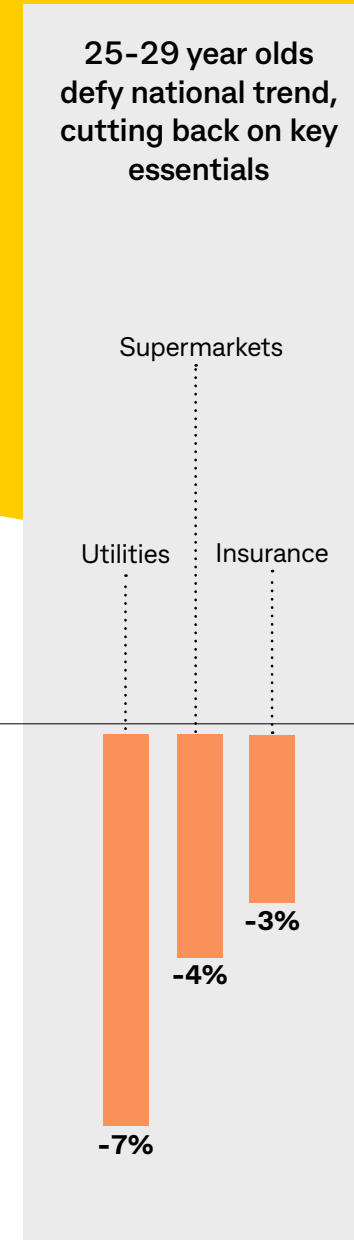 25-29 year olds
defy national trend,
cutting back on key
essentials
Supermarkets
Utilities
Insurance
-3%
-4%
-7%